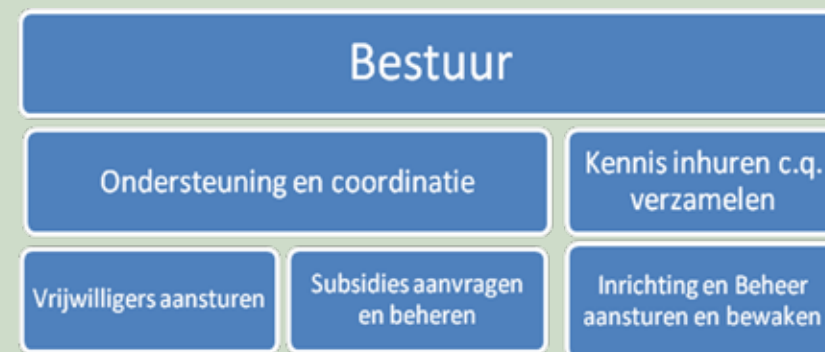 Bestuur
Ondersteuning en coordinatie
Kennis inhuren c.q.
verzamelen
Vrijwilligers aansturen
Subsidies aanvragen
en beheren
Inrichting en Beheer
aansturen en bewaken